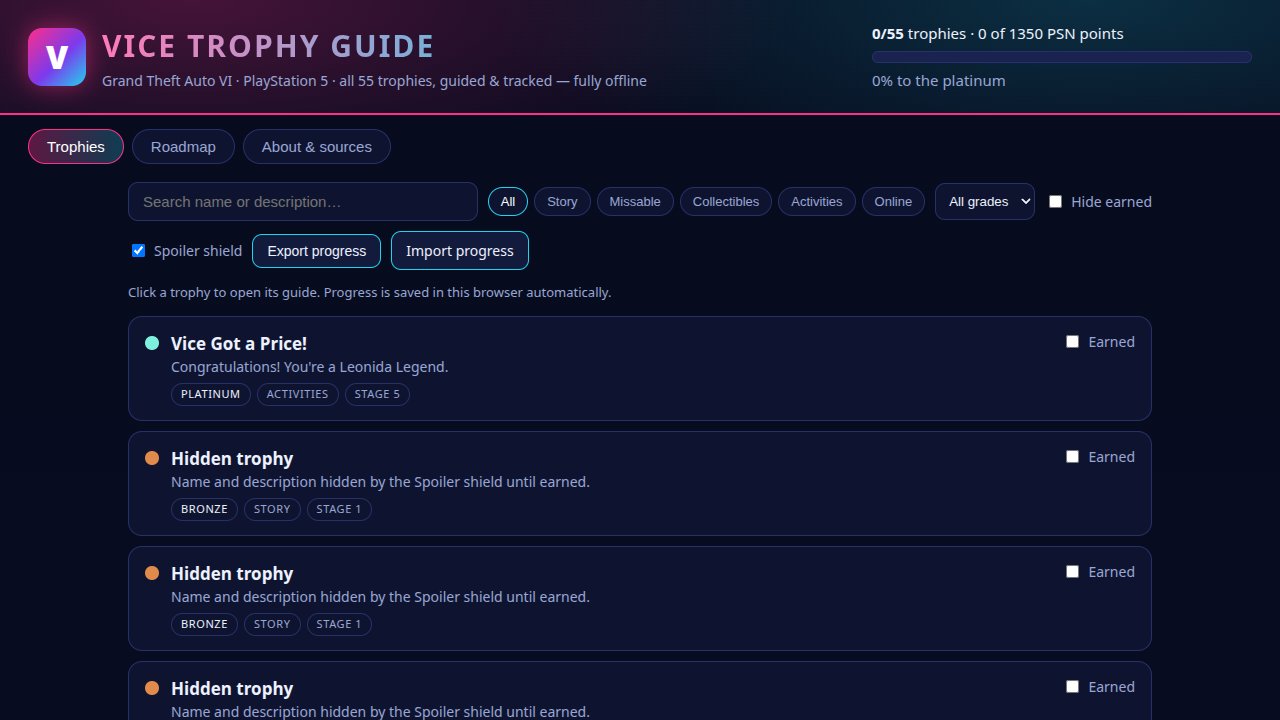 V
VICE TROPHY GUIDE
Grand Theft Auto VI · PlayStation 5 · all 55 trophies, guided & tracked — fully offline
0/55 trophies · 0 of 1350 PSN points
0% to the platinum
Trophies
Roadmap
About & sources
Search name or description…
All
Story
Missable
Collectibles
Activities
Online
All grades
Hide earned
Spoiler shield
Export progress
Import progress
Click a trophy to open its guide. Progress is saved in this browser automatically.
Vice Got a Price!
Earned
Congratulations! You're a Leonida Legend.
PLATINUM
ACTIVITIES
STAGE 5
Hidden trophy
Earned
Name and description hidden by the Spoiler shield until earned.
BRONZE
STORY
STAGE 1
Hidden trophy
Earned
Name and description hidden by the Spoiler shield until earned.
BRONZE
STORY
STAGE 1
Hidden trophy
Earned
Name and description hidden by the Spoiler shield until earned.